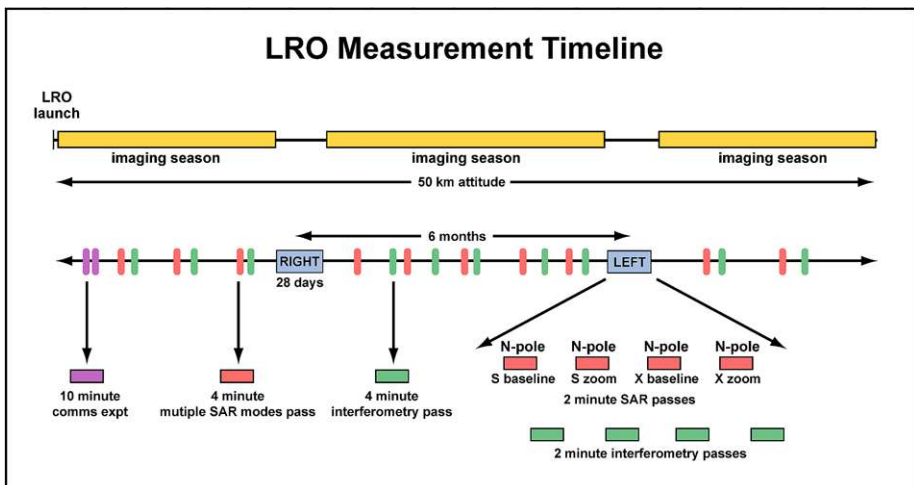 LRO Measurement Timeline
LRO
launch
imaging season
imaging season
imaging season
50 km attitude
6 months
RIGHT
LEFT
28 days
10 minute
comms expt
4 minute
mutiple SAR modes pass
4 minute
interferometry pass
N-pole
N-pole
N-pole
N-pole
S baseline
S zoom
X baseline
X zoom
2 minute SAR passes
2 minute interferometry passes